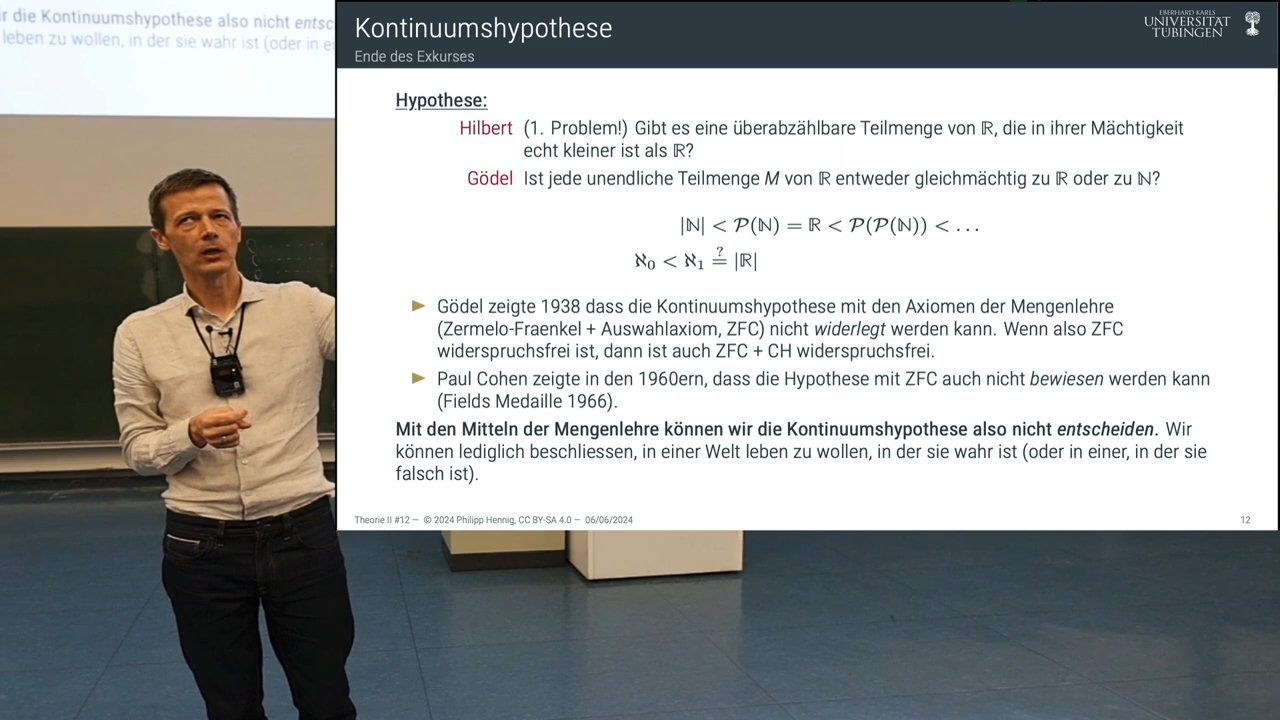 r die Kontinuumshypothese also nicht entsc
leben zu wollen, in der sie wahr ist (oder in ei
Kontinuumshypothese
Ende des Exkurses
EBERHARD KARLS
UNIVERSITAT
TUBINGEN
Hypothese:
Hilbert (1. Problem!) Gibt es eine überabzählbare Teilmenge von ℝ, die in ihrer Mächtigkeit
echt kleiner ist als ℝ?
Gödel Ist jede unendliche Teilmenge M von ℝ entweder gleichmächtig zu ℝ oder zu ℕ?
|ℕ| < 𝒫(ℕ) = ℝ < 𝒫(𝒫(ℕ)) < ...
ℵ₀ < ℵ₁ ≟ |ℝ|
► Gödel zeigte 1938 dass die Kontinuumshypothese mit den Axiomen der Mengenlehre
(Zermelo-Fraenkel + Auswahlaxiom, ZFC) nicht widerlegt werden kann. Wenn also ZFC
widerspruchsfrei ist, dann ist auch ZFC + CH widerspruchsfrei.
► Paul Cohen zeigte in den 1960ern, dass die Hypothese mit ZFC auch nicht bewiesen werden kann
(Fields Medaille 1966).
Mit den Mitteln der Mengenlehre können wir die Kontinuumshypothese also nicht entscheiden. Wir
können lediglich beschliessen, in einer Welt leben zu wollen, in der sie wahr ist (oder in einer, in der sie
falsch ist).
Theorie II #12 — © 2024 Philipp Hennig, CC BY-SA 4.0 — 06/06/2024
12